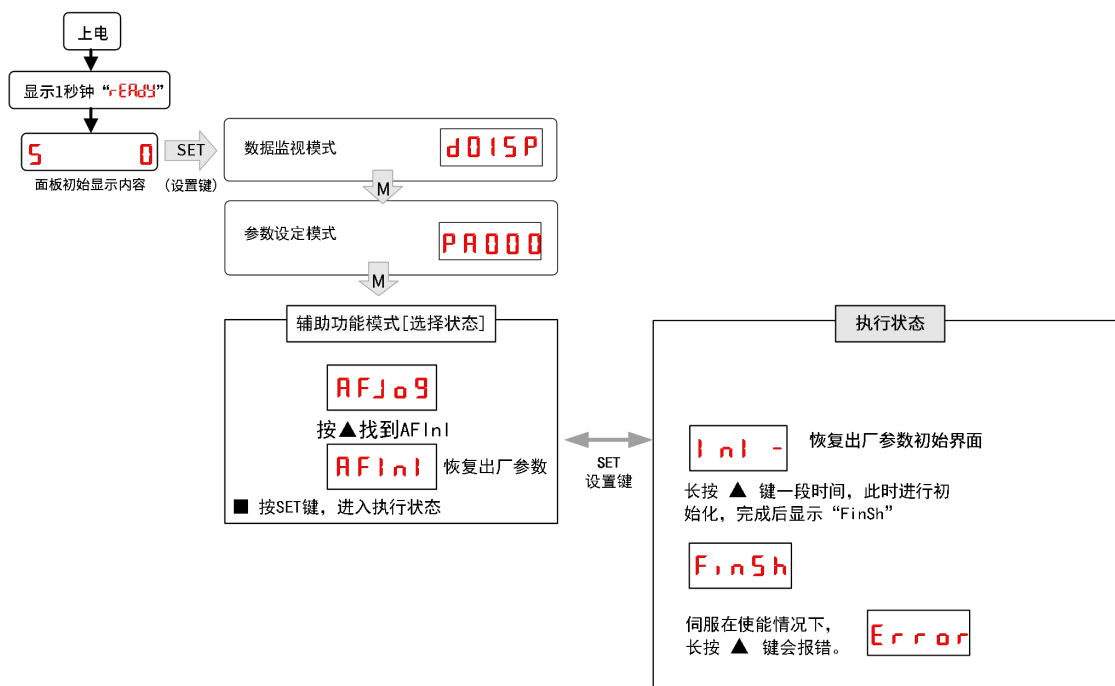 上电
显示1秒钟 “rEAdy”
S 0
SET
面板初始显示内容
(设置键)
数据监视模式
d01SP
M
参数设定模式
PA000
M
辅助功能模式[选择状态]
AFJog
按▲找到AFInI
AFInI 恢复出厂参数
■ 按SET键，进入执行状态
SET
设置键
执行状态
InI - 恢复出厂参数初始界面
长按 ▲ 键一段时间，此时进行初
始化，完成后显示 “FinSh”
FinSh
伺服在使能情况下，
长按 ▲ 键会报错。
Error